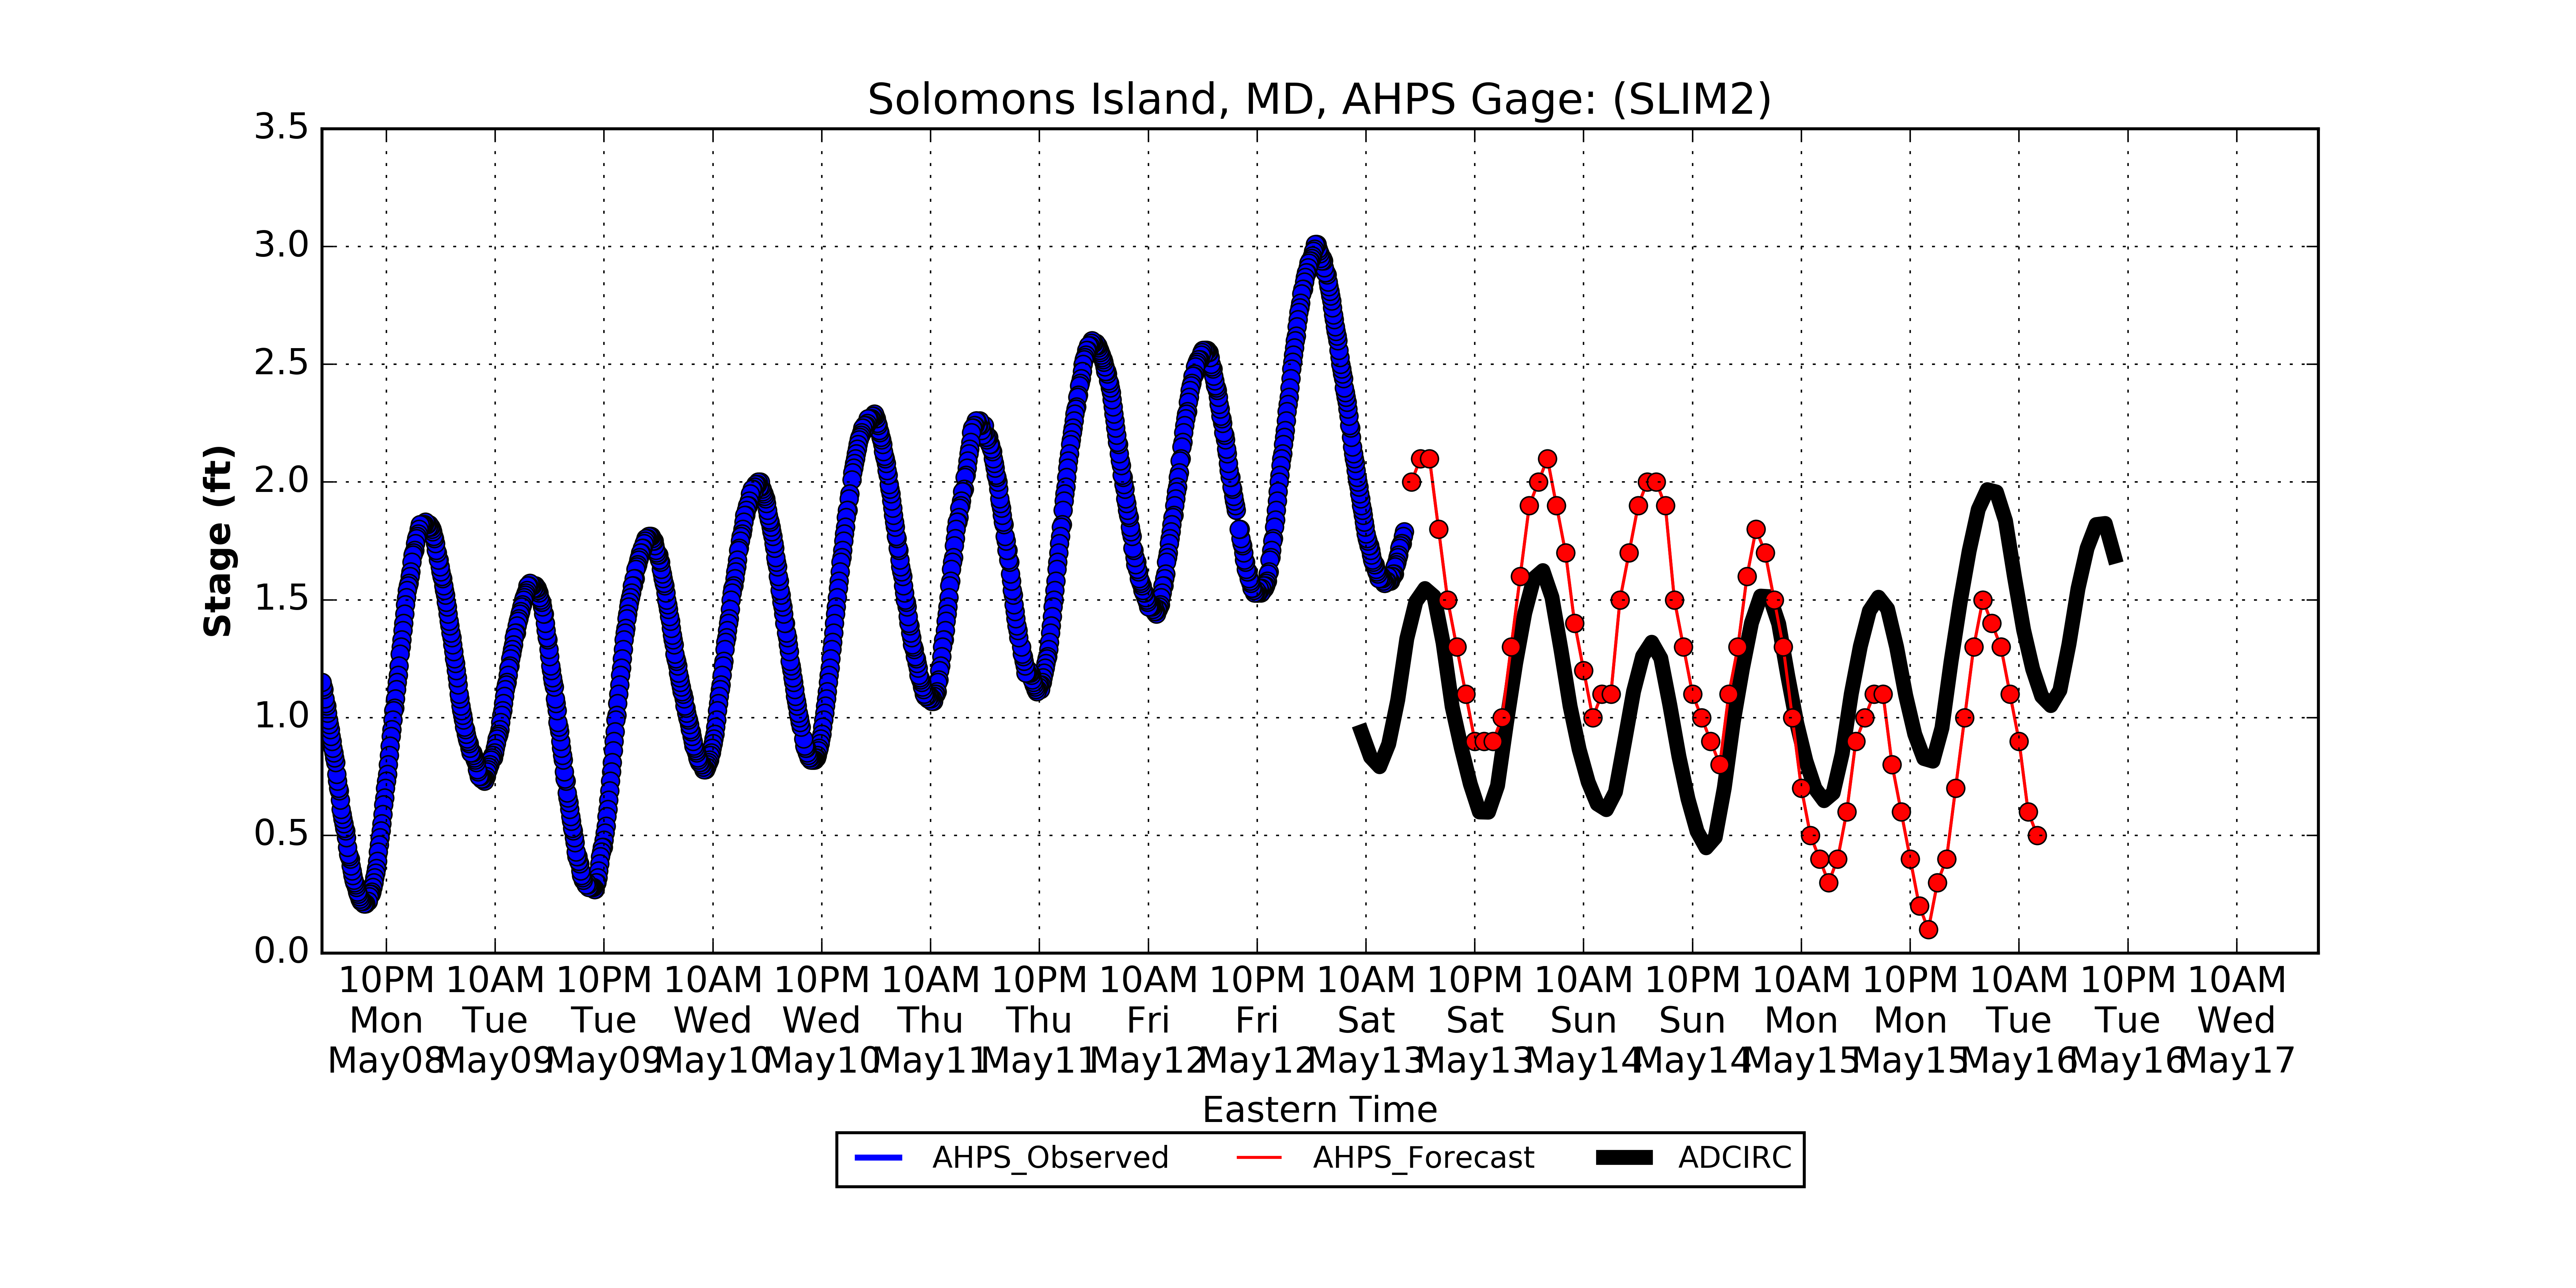 Solomons Island, MD, AHPS Gage: (SLIM2)
3.5
3.0
2.5
2.0
1.5
1.0
0.5
0.0
Stage (ft)
10PM 10AM 10PM 10AM 10PM 10AM 10PM 10AM 10PM 10AM 10PM 10AM 10PM 10AM 10PM 10AM 10PM 10AM
Mon Tue Tue Wed Wed Thu Thu Fri Fri Sat Sat Sun Sun Mon Mon Tue Tue Wed
May08 May09 May09 May10 May10 May11 May11 May12 May12 May13 May13 May14 May14 May15 May15 May16 May16 May17
Eastern Time
AHPS_Observed AHPS_Forecast ADCIRC